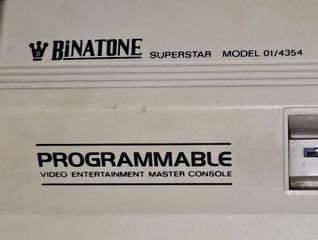 BiNATONE SUPERSTAR MODEL 01/4354
PROGRAMMABLE
VIDEO ENTERTAINMENT MASTER CONSOLE